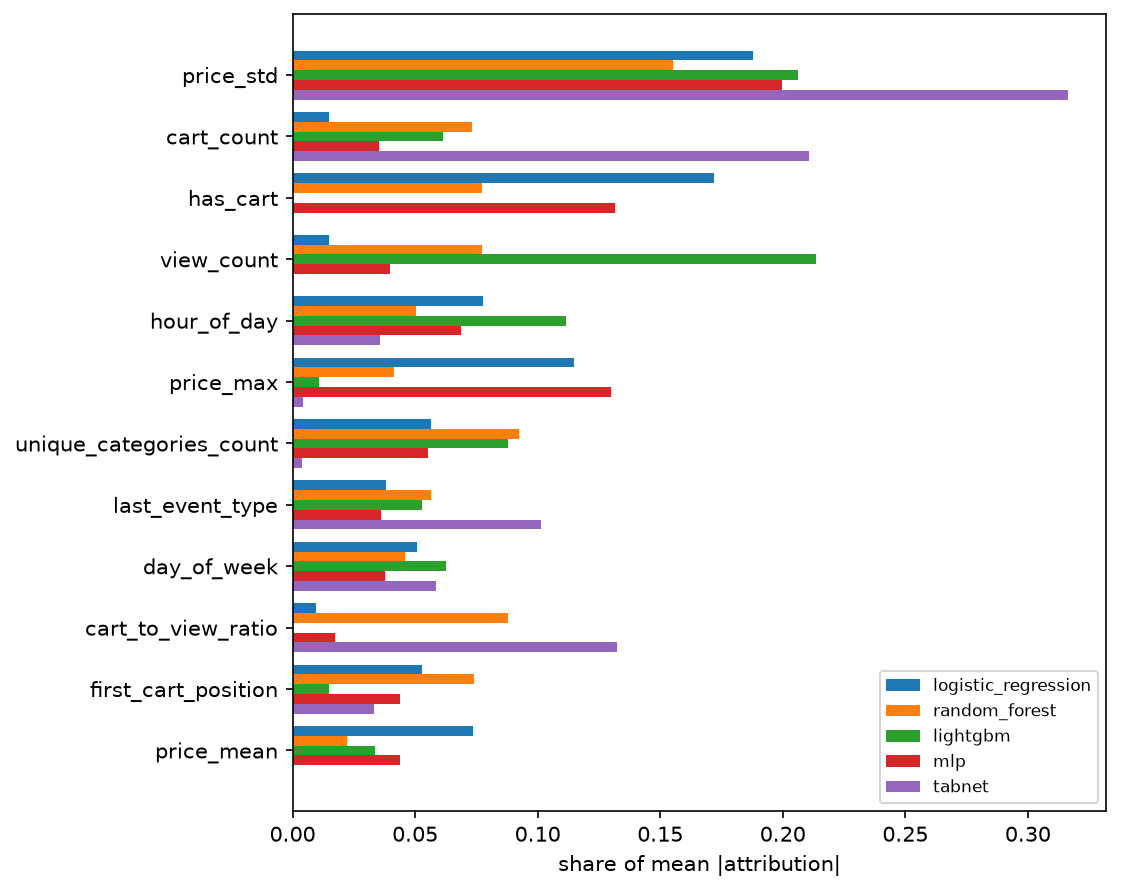 price_std
cart_count
has_cart
view_count
hour_of_day
price_max
unique_categories_count
last_event_type
day_of_week
cart_to_view_ratio
first_cart_position
price_mean
logistic_regression
random_forest
lightgbm
mlp
tabnet
0.00 0.05 0.10 0.15 0.20 0.25 0.30
share of mean |attribution|